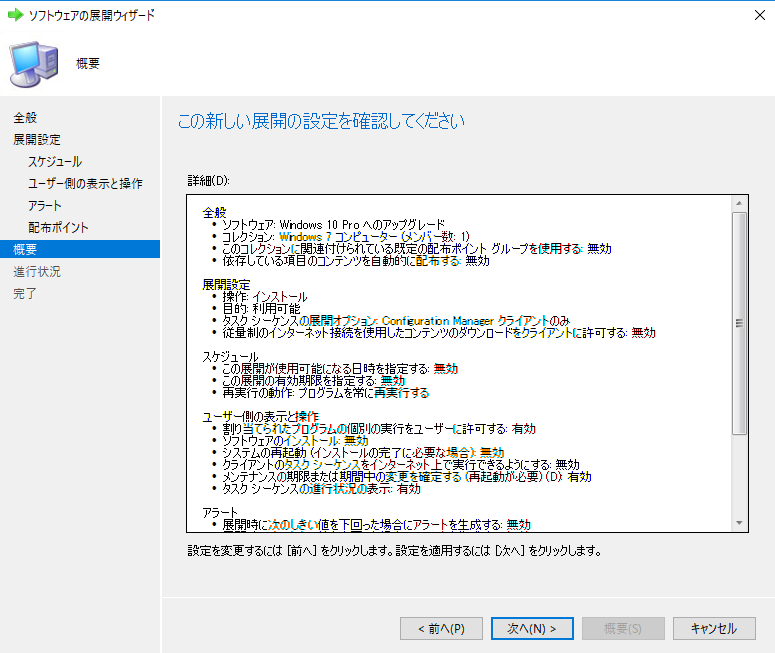 ソフトウェアの展開ウィザード
概要
全般
展開設定
スケジュール
ユーザー側の表示と操作
アラート
配布ポイント
概要
進行状況
完了
この新しい展開の設定を確認してください
詳細(D):
全般
• ソフトウェア: Windows 10 Pro へのアップグレード
• コレクション: Windows 7 コンピューター (メンバー数: 1)
• このコレクションに関連付けられている既定の配布ポイント グループを使用する: 無効
• 依存している項目のコンテンツを自動的に配布する: 無効
展開設定
• 操作: インストール
• 目的: 利用可能
• タスク シーケンスの展開オプション: Configuration Manager クライアントのみ
• 従量制のインターネット接続を使用したコンテンツのダウンロードをクライアントに許可する: 無効
スケジュール
• この展開が使用可能になる日時を指定する: 無効
• この展開の有効期限を指定する: 無効
• 再実行の動作: プログラムを常に再実行する
ユーザー側の表示と操作
• 割り当てられたプログラムの個別の実行をユーザーに許可する: 有効
• ソフトウェアのインストール: 無効
• システムの再起動 (インストールの完了に必要な場合): 無効
• クライアントのタスク シーケンスをインターネット上で実行できるようにする: 無効
• メンテナンスの期限または期間中の変更を確定する (再起動が必要) (D): 有効
• タスク シーケンスの進行状況の表示: 有効
アラート
• 展開時に次のしきい値を下回った場合にアラートを生成する: 無効
設定を変更するには [前へ] をクリックします。設定を適用するには [次へ] をクリックします。
< 前へ(P)
次へ(N) >
概要(S)
キャンセル